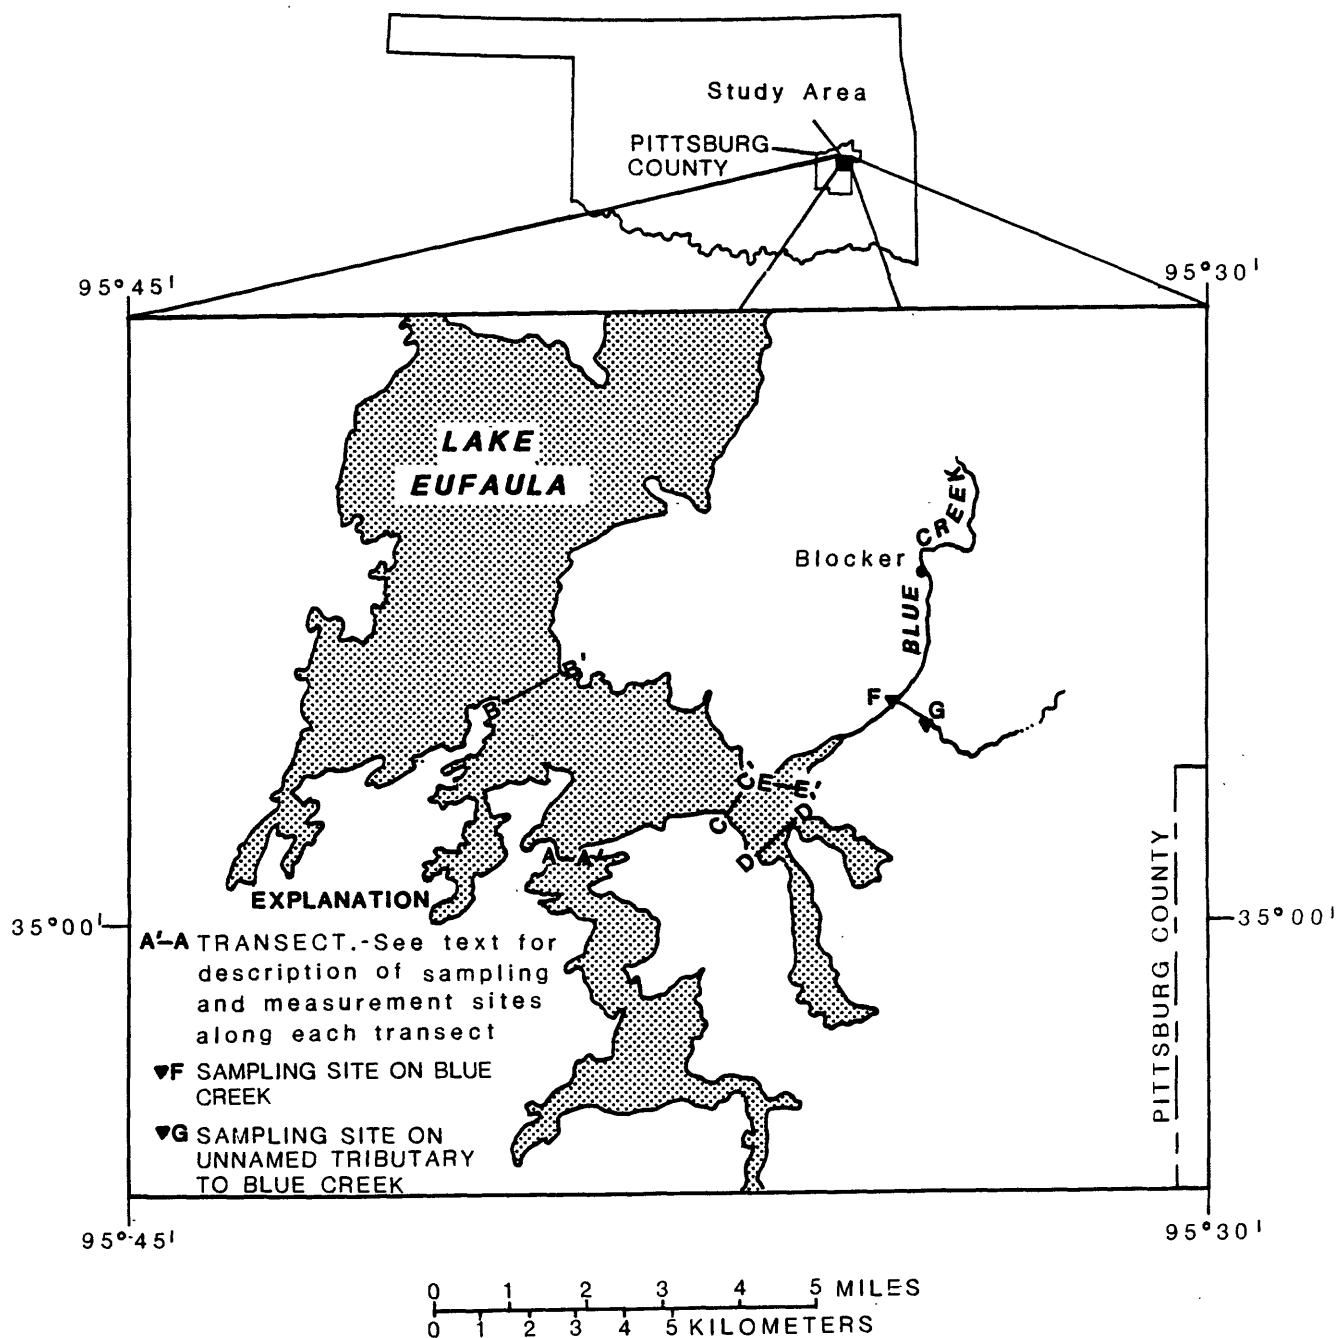 Study Area
PITTSBURG
COUNTY
95°45'
95°30'
LAKE
EUFAULA
CREEK
Blocker
BLUE
B'
B
F
G
C'
E
E'
C
D'
D
A
A'
EXPLANATION
35°00'
35°00'
A'-A TRANSECT.-See text for
description of sampling
and measurement sites
along each transect
F SAMPLING SITE ON BLUE
CREEK
G SAMPLING SITE ON
UNNAMED TRIBUTARY
TO BLUE CREEK
PITTSBURG COUNTY
95°45'
95°30'
0 1 2 3 4 5 MILES
0 1 2 3 4 5 KILOMETERS